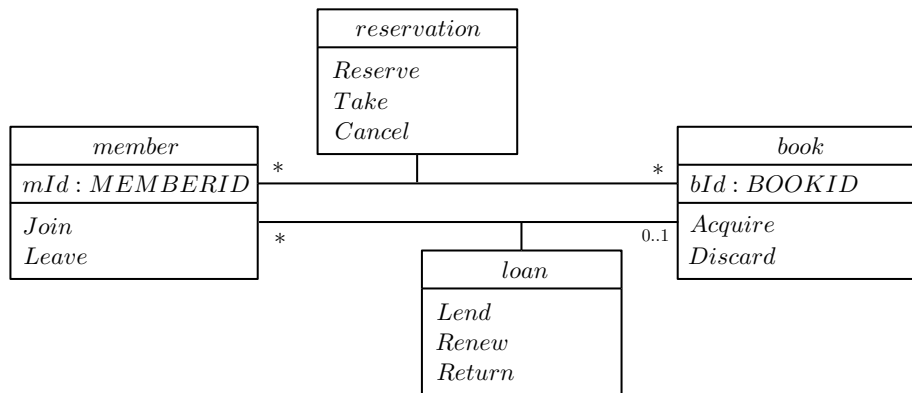 reservation
Reserve
Take
Cancel
member
mId : MEMBERID
Join
Leave
*
*
book
bId : BOOKID
Acquire
Discard
*
0..1
loan
Lend
Renew
Return